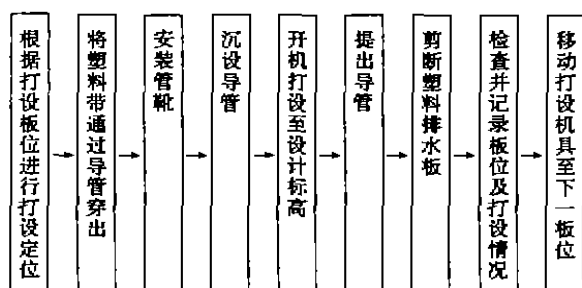 根据打设板位进行打设定位
将塑料带通过导管穿出
安装管靴
沉设导管
开机打设至设计标高
提出导管
剪断塑料排水板
检查并记录板位及打设情况
移动打设机具至下一板位